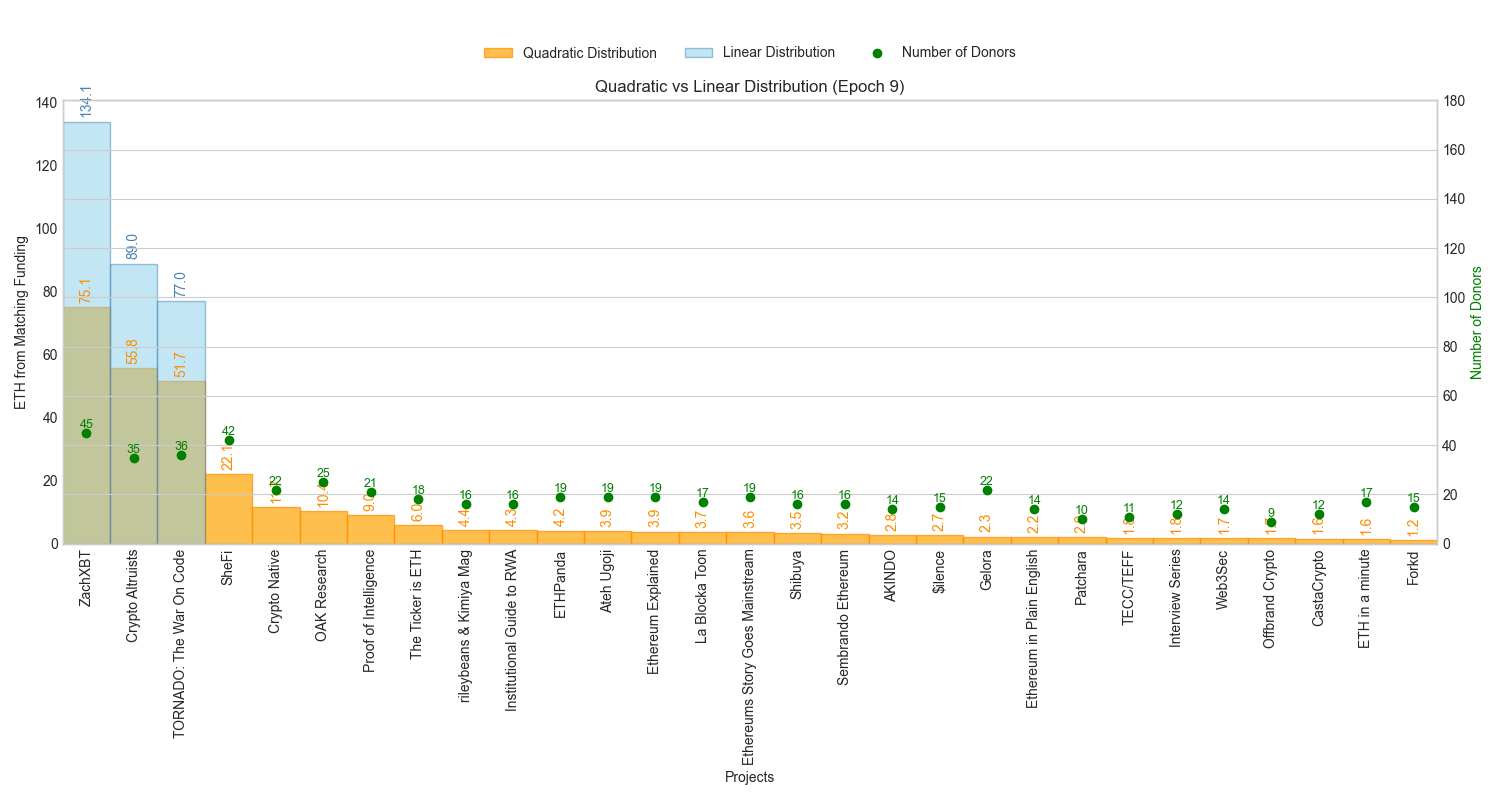 Quadratic Distribution
Linear Distribution
Number of Donors
Quadratic vs Linear Distribution (Epoch 9)
ETH from Matching Funding
140
120
100
80
60
40
20
0
180
160
140
120
100
80
60
40
20
0
Number of Donors
134.1
89.0
77.0
75.1
55.8
51.7
22.1
10.4
9.0
6.0
4.4
4.3
4.2
3.9
3.9
3.7
3.6
3.5
3.2
2.8
2.7
2.3
2.2
1.8
1.8
1.7
1.6
1.6
1.2
45
35
36
42
22
25
21
18
16
16
19
19
19
17
19
16
16
14
15
22
14
10
11
12
14
9
12
17
15
ZachXBT
Crypto Altruists
TORNADO: The War On Code
SheFi
Crypto Native
OAK Research
Proof of Intelligence
The Ticker is ETH
rileybeans & Kimiya Mag
Institutional Guide to RWA
ETHPanda
Ateh Ugoji
Ethereum Explained
La Blocka Toon
Ethereums Story Goes Mainstream
Shibuya
Sembrando Ethereum
AKINDO
$ilence
Gelora
Ethereum in Plain English
Patchara
TECC/TEFF
Interview Series
Web3Sec
Offbrand Crypto
CastaCrypto
ETH in a minute
Forkd
Projects